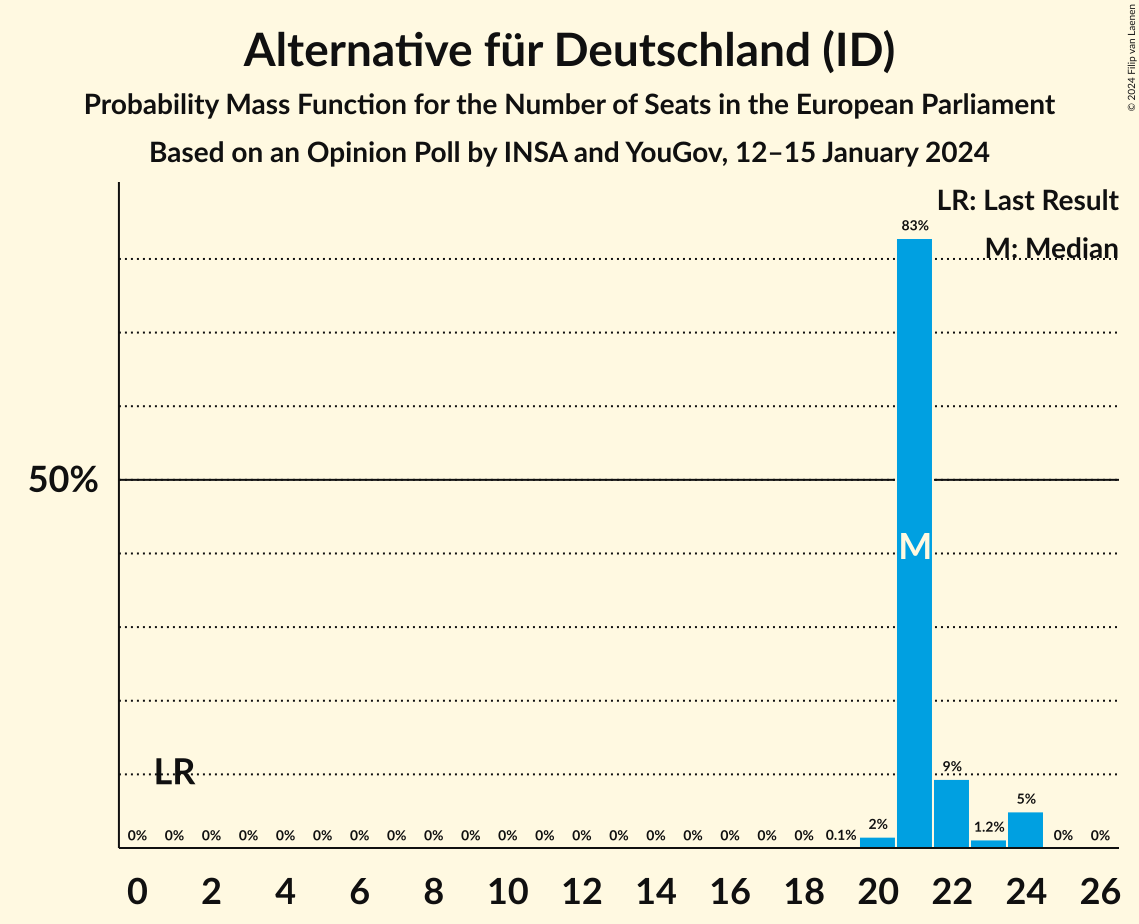 Alternative für Deutschland (ID)
Probability Mass Function for the Number of Seats in the European Parliament
Based on an Opinion Poll by INSA and YouGov, 12–15 January 2024
© 2024 Filip van Laenen
LR: Last Result
M: Median
83%
50%
M
LR
9%
5%
2%
1.2%
0% 0% 0% 0% 0% 0% 0% 0% 0% 0% 0% 0% 0% 0% 0% 0% 0% 0% 0% 0.1% 0% 0%
0 2 4 6 8 10 12 14 16 18 20 22 24 26